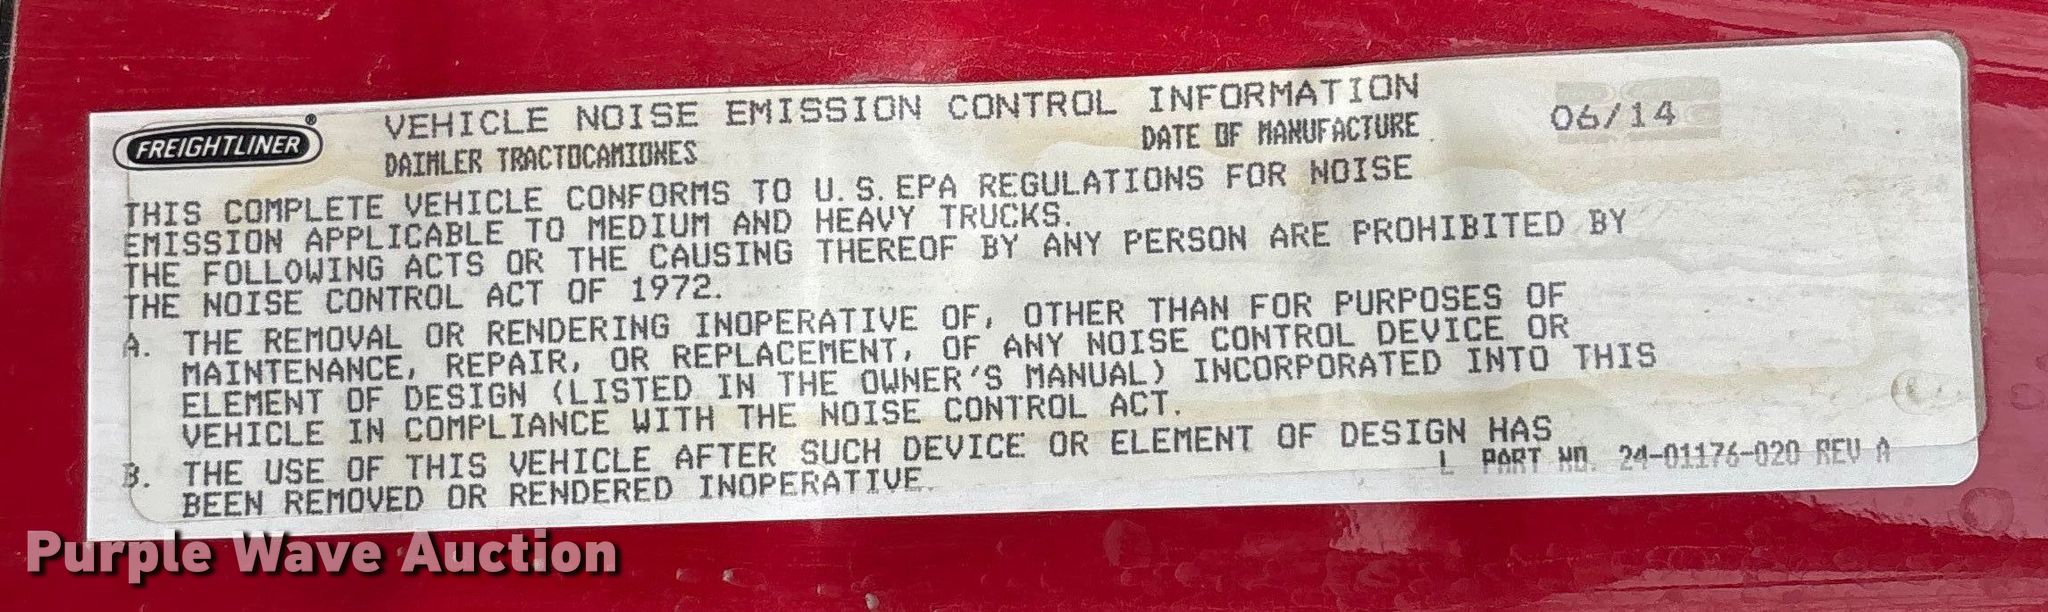 FREIGHTLINER®
VEHICLE NOISE EMISSION CONTROL INFORMATION
DAIMLER TRACTOCAMIONES
DATE OF MANUFACTURE 06/14
THIS COMPLETE VEHICLE CONFORMS TO U.S. EPA REGULATIONS FOR NOISE
EMISSION APPLICABLE TO MEDIUM AND HEAVY TRUCKS.
THE FOLLOWING ACTS OR THE CAUSING THEREOF BY ANY PERSON ARE PROHIBITED BY
THE NOISE CONTROL ACT OF 1972.
A. THE REMOVAL OR RENDERING INOPERATIVE OF, OTHER THAN FOR PURPOSES OF
MAINTENANCE, REPAIR, OR REPLACEMENT, OF ANY NOISE CONTROL DEVICE OR
ELEMENT OF DESIGN (LISTED IN THE OWNER'S MANUAL) INCORPORATED INTO THIS
VEHICLE IN COMPLIANCE WITH THE NOISE CONTROL ACT.
B. THE USE OF THIS VEHICLE AFTER SUCH DEVICE OR ELEMENT OF DESIGN HAS
BEEN REMOVED OR RENDERED INOPERATIVE.
L PART NO. 24-01176-020 REV A
Purple Wave Auction